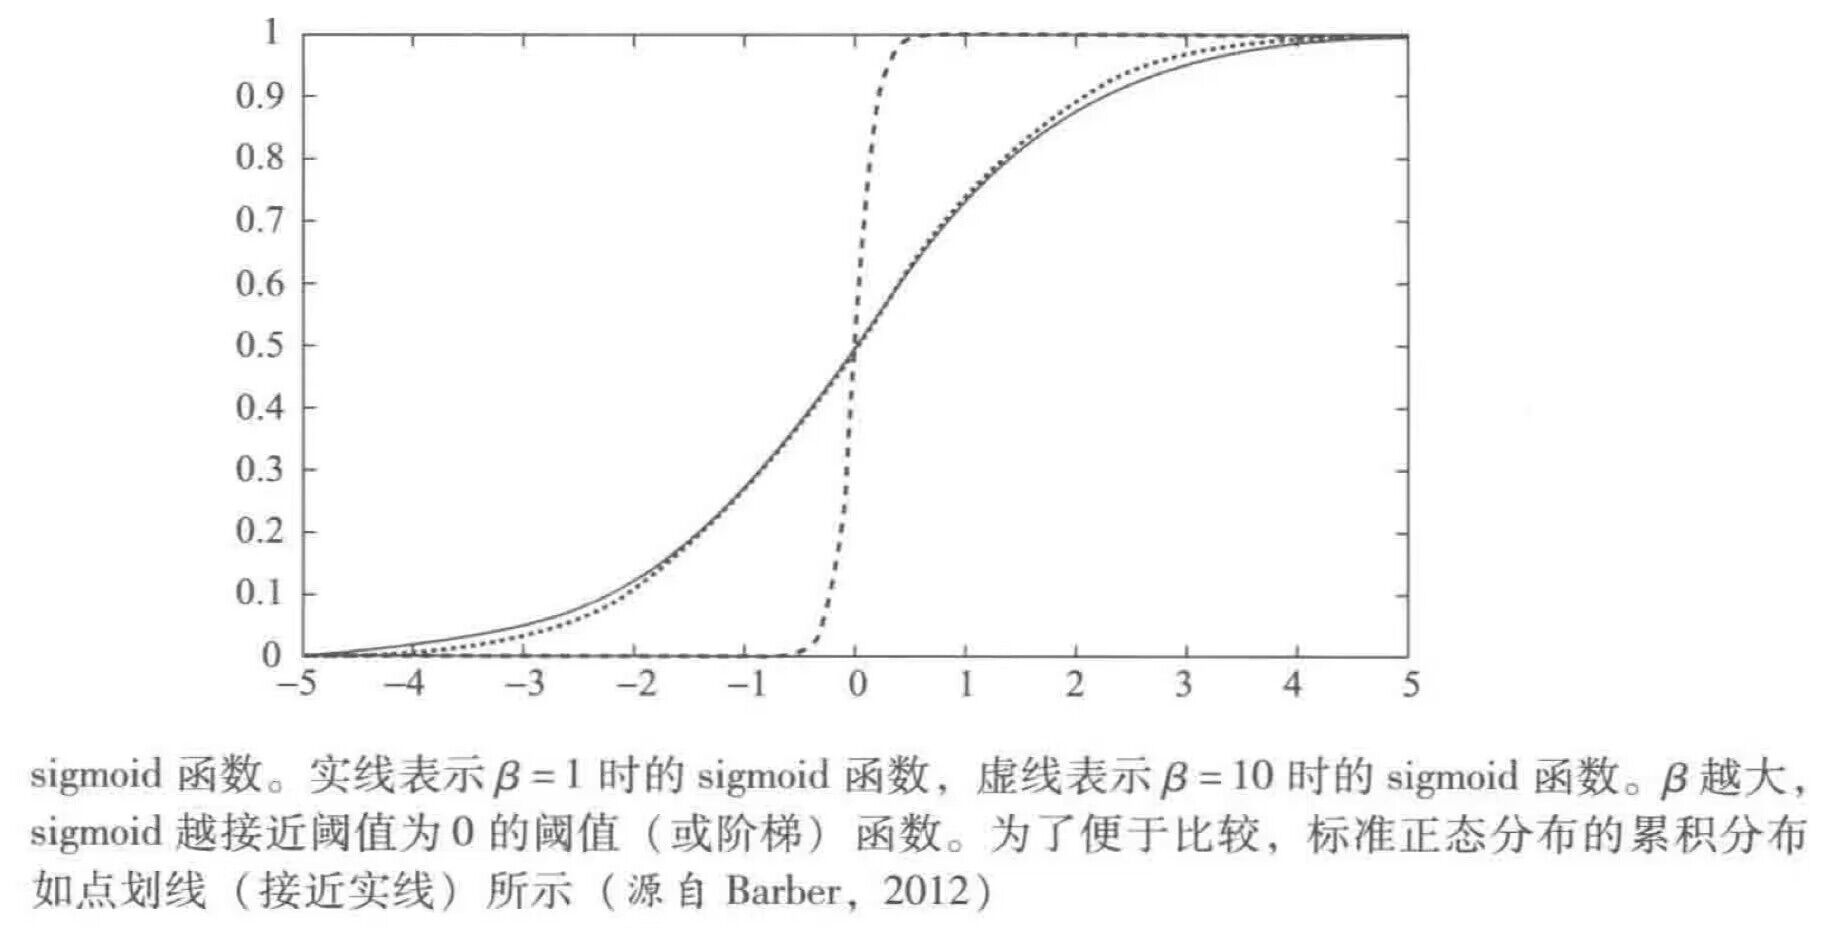 1
0.9
0.8
0.7
0.6
0.5
0.4
0.3
0.2
0.1
0
−5 −4 −3 −2 −1 0 1 2 3 4 5
sigmoid 函数。实线表示 β = 1 时的 sigmoid 函数，虚线表示 β = 10 时的 sigmoid 函数。β 越大，
sigmoid 越接近阈值为 0 的阈值（或阶梯）函数。为了便于比较，标准正态分布的累积分布
如点划线（接近实线）所示（源自 Barber，2012）